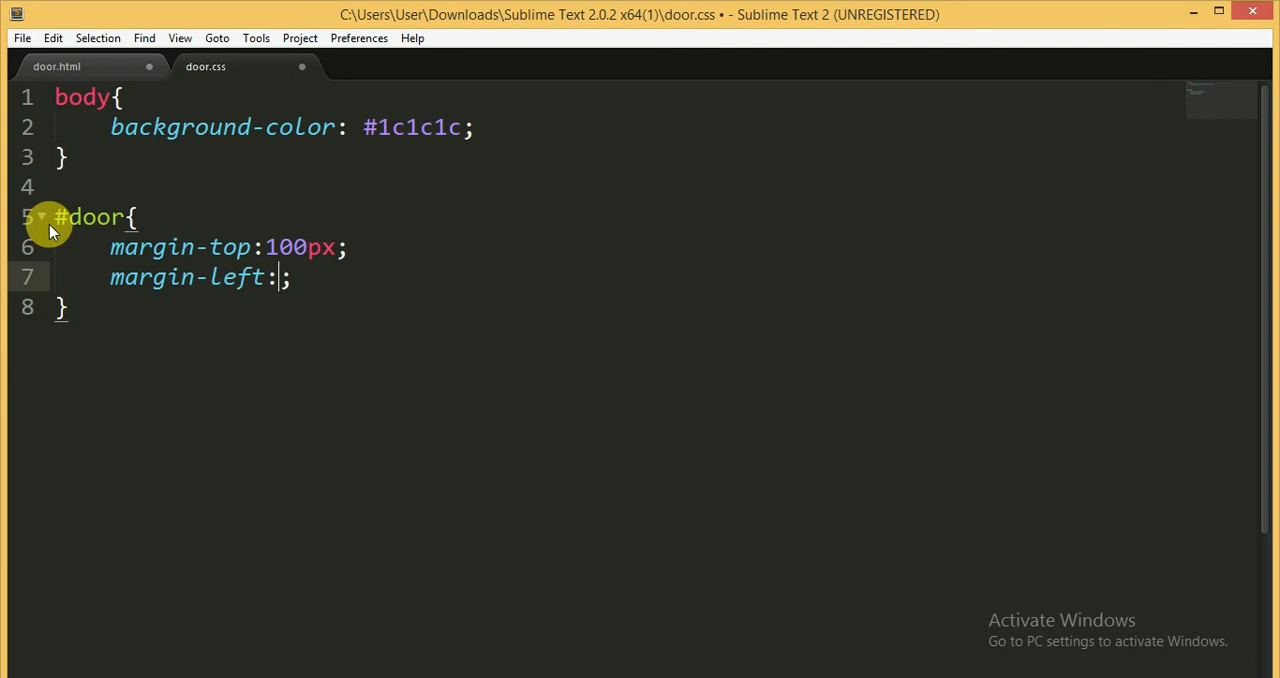 C:\Users\User\Downloads\Sublime Text 2.0.2 x64(1)\door.css • - Sublime Text 2 (UNREGISTERED)
File Edit Selection Find View Goto Tools Project Preferences Help
door.html door.css
1 body{
2 background-color: #1c1c1c;
3 }
4
5 #door{
6 margin-top:100px;
7 margin-left:;
8 }
Activate Windows
Go to PC settings to activate Windows.